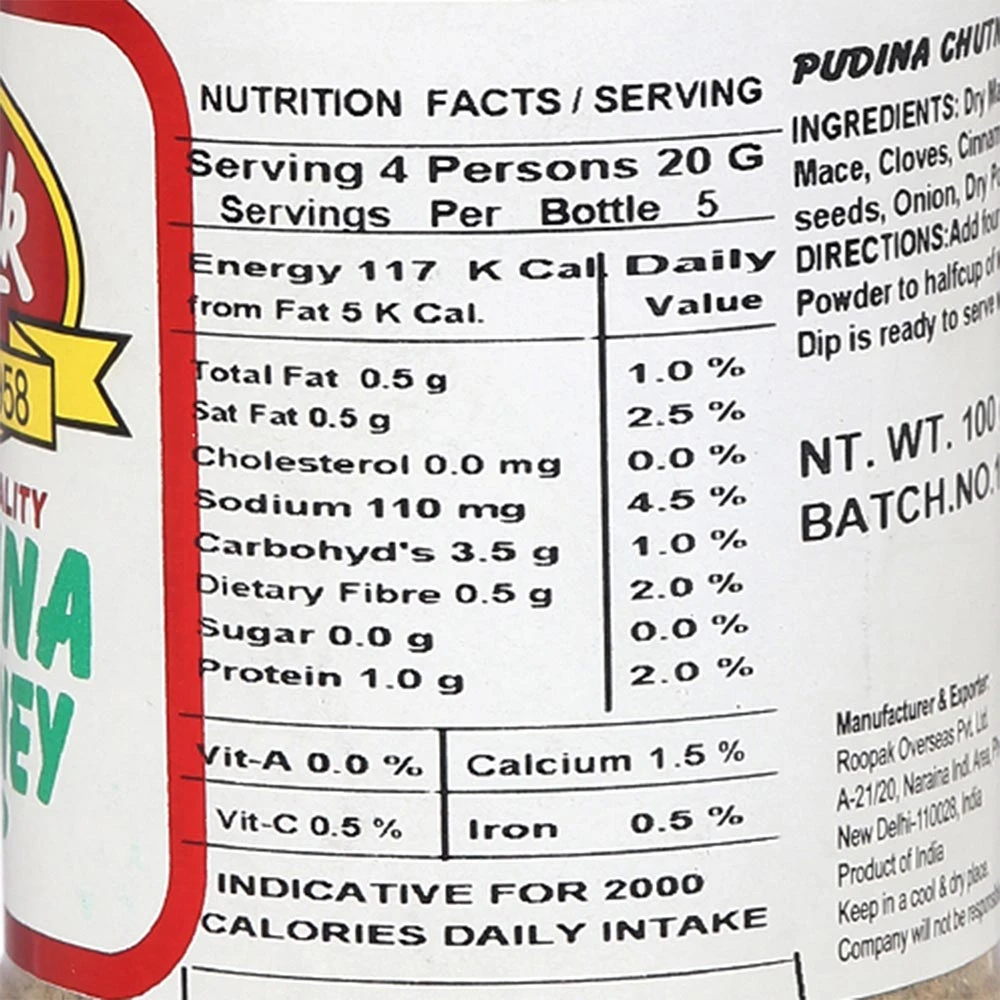 58
ALITY
NA
EY
NUTRITION FACTS / SERVING
Serving 4 Persons 20 G
Servings Per Bottle 5
Energy 117 K Cal Daily
from Fat 5 K Cal. Value
Total Fat 0.5 g 1.0 %
Sat Fat 0.5 g 2.5 %
Cholesterol 0.0 mg 0.0 %
Sodium 110 mg 4.5 %
Carbohyd's 3.5 g 1.0 %
Dietary Fibre 0.5 g 2.0 %
Sugar 0.0 g 0.0 %
Protein 1.0 g 2.0 %
Vit-A 0.0 % Calcium 1.5 %
Vit-C 0.5 % Iron 0.5 %
INDICATIVE FOR 2000
CALORIES DAILY INTAKE
PUDINA CHUTN
INGREDIENTS: Dry
Mace, Cloves, Cinnam
seeds, Onion, Dry
DIRECTIONS:Add four
Powder to halfcup of
Dip is ready to serve
NT. WT. 100
BATCH.NO.
Manufacturer & Exporter:
Roopak Overseas Pvt. Ltd.
A-21/20, Naraina Indl. Area,
New Delhi-110028, India
Product of India
Keep in a cool & dry place.
Company will not be